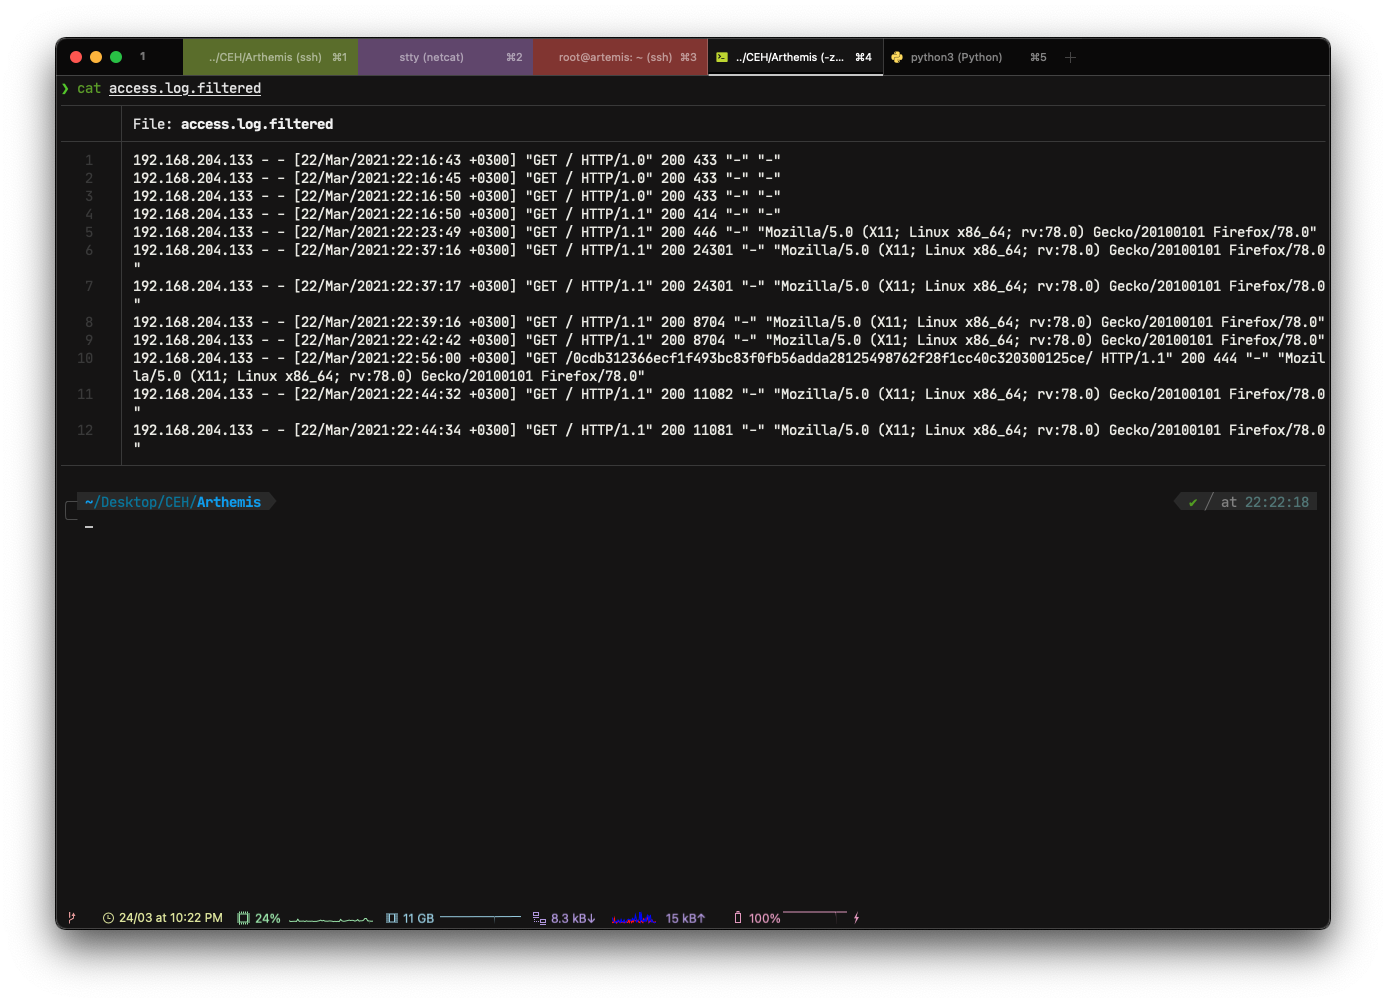 1 ../CEH/Arthemis (ssh) ⌘1 stty (netcat) ⌘2 root@artemis: ~ (ssh) ⌘3 ../CEH/Arthemis (-z... ⌘4 python3 (Python) ⌘5
❯ cat access.log.filtered
File: access.log.filtered
1 192.168.204.133 - - [22/Mar/2021:22:16:43 +0300] "GET / HTTP/1.0" 200 433 "-" "-"
2 192.168.204.133 - - [22/Mar/2021:22:16:45 +0300] "GET / HTTP/1.0" 200 433 "-" "-"
3 192.168.204.133 - - [22/Mar/2021:22:16:50 +0300] "GET / HTTP/1.0" 200 433 "-" "-"
4 192.168.204.133 - - [22/Mar/2021:22:16:50 +0300] "GET / HTTP/1.1" 200 414 "-" "-"
5 192.168.204.133 - - [22/Mar/2021:22:23:49 +0300] "GET / HTTP/1.1" 200 446 "-" "Mozilla/5.0 (X11; Linux x86_64; rv:78.0) Gecko/20100101 Firefox/78.0"
6 192.168.204.133 - - [22/Mar/2021:22:37:16 +0300] "GET / HTTP/1.1" 200 24301 "-" "Mozilla/5.0 (X11; Linux x86_64; rv:78.0) Gecko/20100101 Firefox/78.0
"
7 192.168.204.133 - - [22/Mar/2021:22:37:17 +0300] "GET / HTTP/1.1" 200 24301 "-" "Mozilla/5.0 (X11; Linux x86_64; rv:78.0) Gecko/20100101 Firefox/78.0
"
8 192.168.204.133 - - [22/Mar/2021:22:39:16 +0300] "GET / HTTP/1.1" 200 8704 "-" "Mozilla/5.0 (X11; Linux x86_64; rv:78.0) Gecko/20100101 Firefox/78.0"
9 192.168.204.133 - - [22/Mar/2021:22:42:42 +0300] "GET / HTTP/1.1" 200 8704 "-" "Mozilla/5.0 (X11; Linux x86_64; rv:78.0) Gecko/20100101 Firefox/78.0"
10 192.168.204.133 - - [22/Mar/2021:22:56:00 +0300] "GET /0cdb312366ecf1f493bc83f0fb56adda28125498762f28f1cc40c320300125ce/ HTTP/1.1" 200 444 "-" "Mozil
la/5.0 (X11; Linux x86_64; rv:78.0) Gecko/20100101 Firefox/78.0"
11 192.168.204.133 - - [22/Mar/2021:22:44:32 +0300] "GET / HTTP/1.1" 200 11082 "-" "Mozilla/5.0 (X11; Linux x86_64; rv:78.0) Gecko/20100101 Firefox/78.0
"
12 192.168.204.133 - - [22/Mar/2021:22:44:34 +0300] "GET / HTTP/1.1" 200 11081 "-" "Mozilla/5.0 (X11; Linux x86_64; rv:78.0) Gecko/20100101 Firefox/78.0
"
~/Desktop/CEH/Arthemis ✔ / at 22:22:18
24/03 at 10:22 PM 24% 11 GB 8.3 kB↓ 15 kB↑ 100%